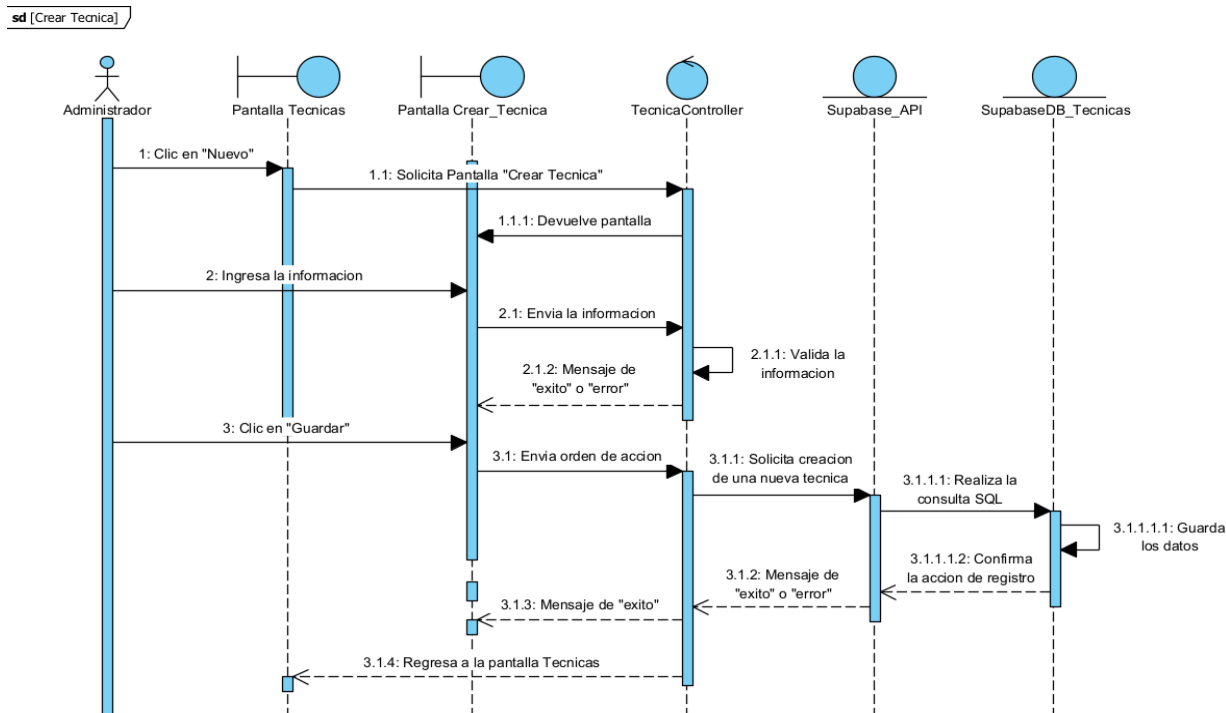 sd [Crear Tecnica]
Administrador
Pantalla Tecnicas
Pantalla Crear_Tecnica
TecnicaController
Supabase_API
SupabaseDB_Tecnicas
1: Clic en "Nuevo"
1.1: Solicita Pantalla "Crear Tecnica"
1.1.1: Devuelve pantalla
2: Ingresa la informacion
2.1: Envia la informacion
2.1.1: Valida la
informacion
2.1.2: Mensaje de
"exito" o "error"
3: Clic en "Guardar"
3.1: Envia orden de accion
3.1.1: Solicita creacion
de una nueva tecnica
3.1.1.1: Realiza la
consulta SQL
3.1.1.1.1: Guarda
los datos
3.1.1.1.2: Confirma
la accion de registro
3.1.2: Mensaje de
"exito" o "error"
3.1.3: Mensaje de "exito"
3.1.4: Regresa a la pantalla Tecnicas